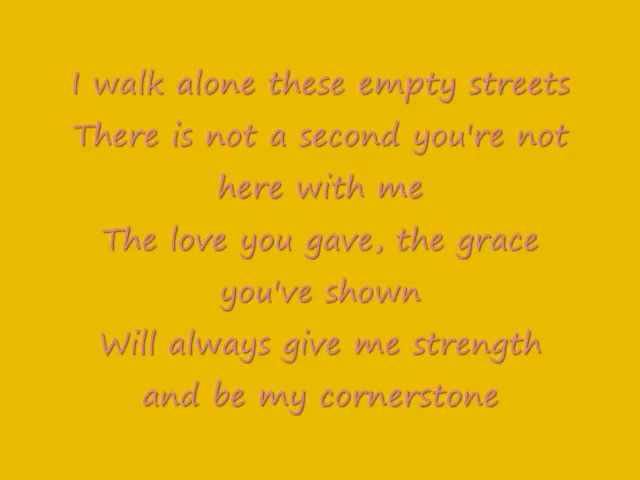 I walk alone these empty streets
There is not a second you're not
here with me
The love you gave, the grace
you've shown
Will always give me strength
and be my cornerstone